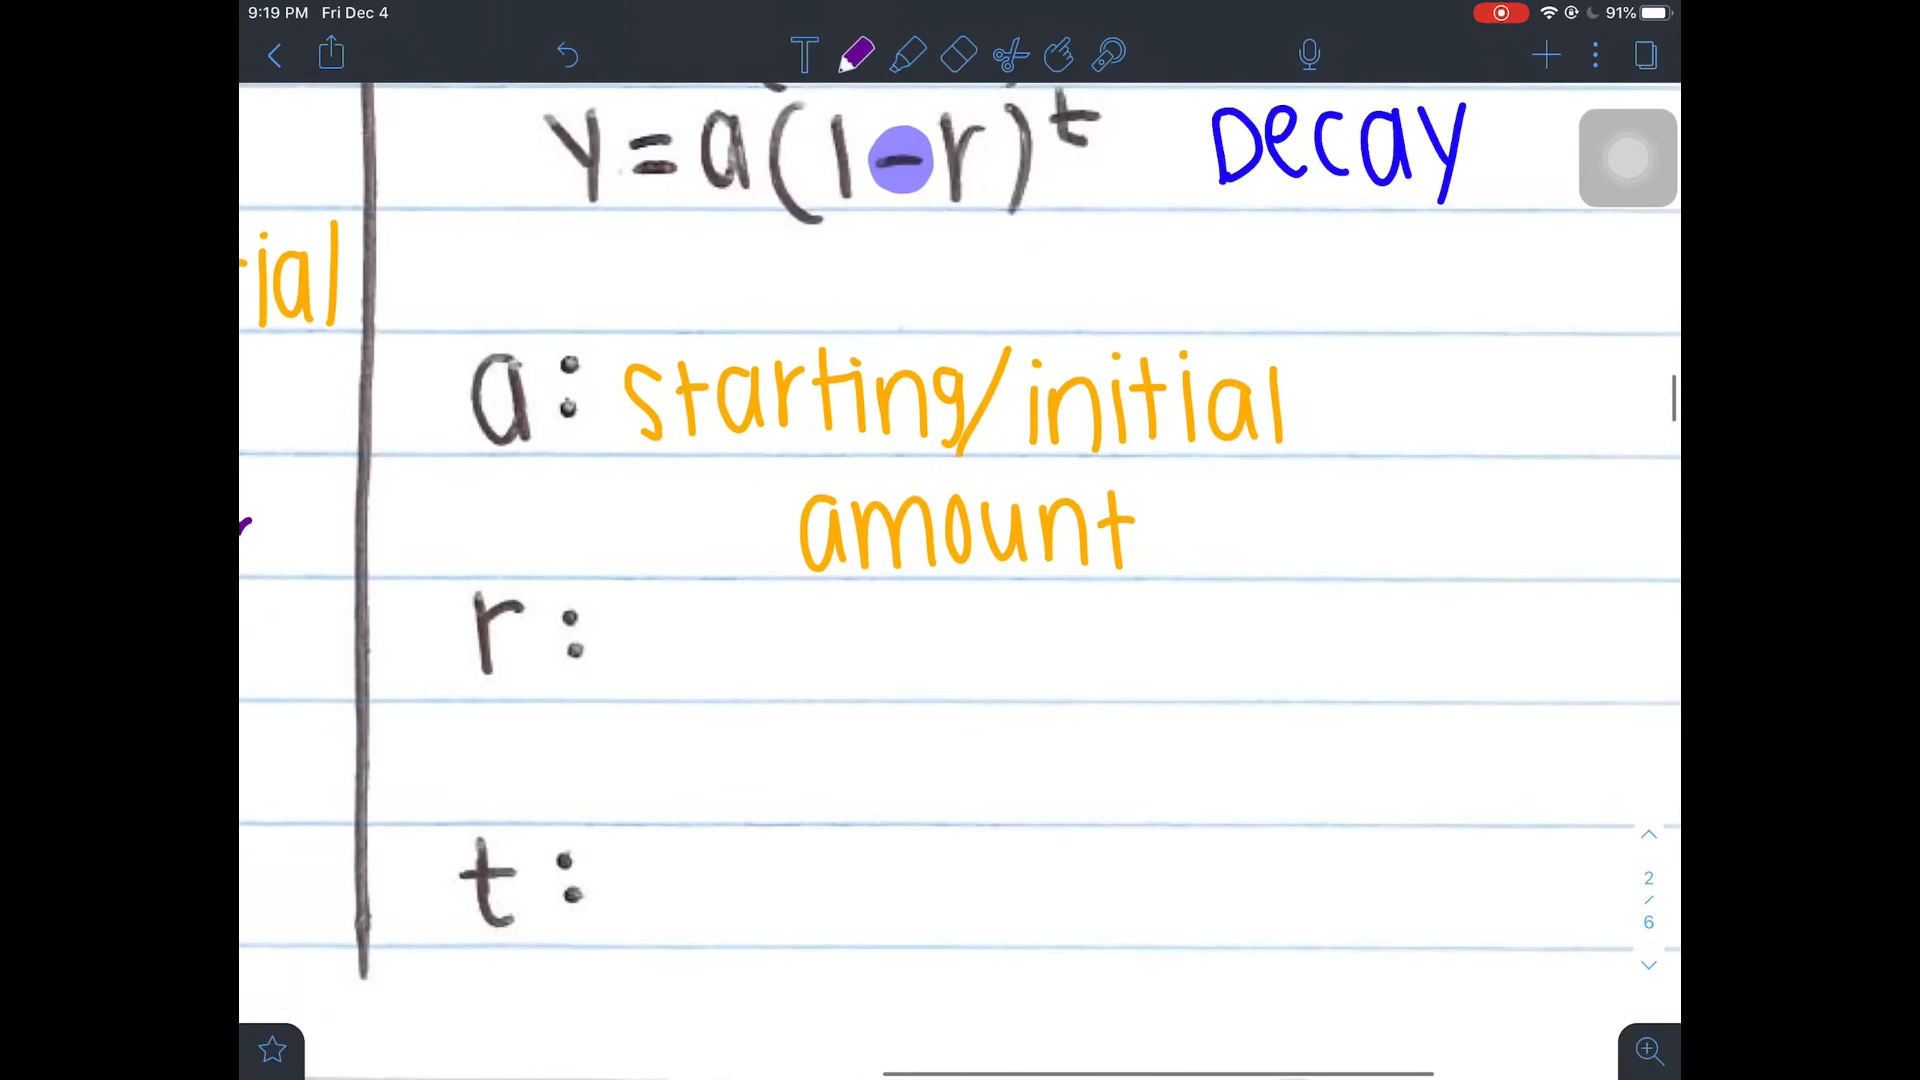 9:19 PM Fri Dec 4
91%
T
y = a(1-r)^t Decay
ial
a: starting/initial
amount
r:
t:
2
/
6